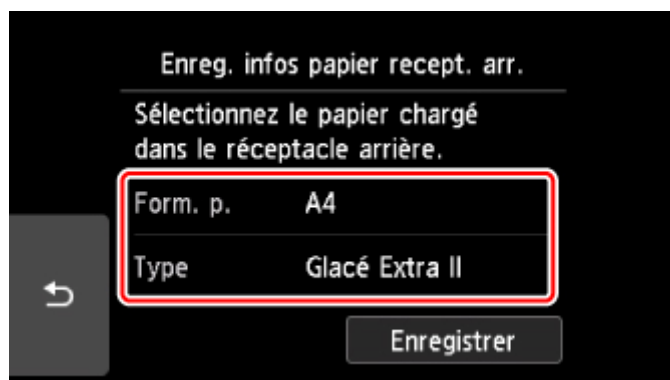 Enreg. infos papier recept. arr.
Sélectionnez le papier chargé
dans le réceptacle arrière.
Form. p. A4
Type Glacé Extra II
Enregistrer